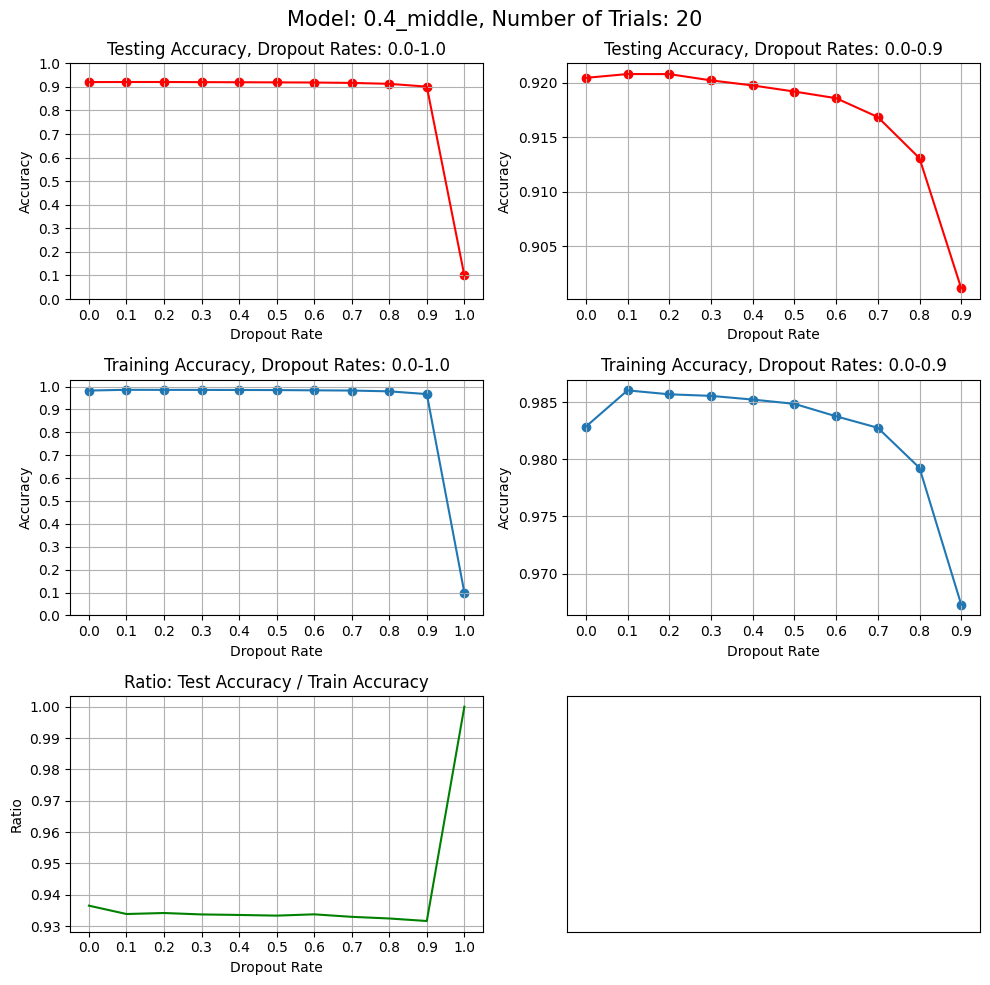 Model: 0.4_middle, Number of Trials: 20
Testing Accuracy, Dropout Rates: 0.0-1.0
1.0
0.9
0.8
0.7
0.6
0.5
0.4
0.3
0.2
0.1
0.0
Accuracy
0.0 0.1 0.2 0.3 0.4 0.5 0.6 0.7 0.8 0.9 1.0
Dropout Rate
Testing Accuracy, Dropout Rates: 0.0-0.9
0.920
0.915
0.910
0.905
Accuracy
0.0 0.1 0.2 0.3 0.4 0.5 0.6 0.7 0.8 0.9
Dropout Rate
Training Accuracy, Dropout Rates: 0.0-1.0
1.0
0.9
0.8
0.7
0.6
0.5
0.4
0.3
0.2
0.1
0.0
Accuracy
0.0 0.1 0.2 0.3 0.4 0.5 0.6 0.7 0.8 0.9 1.0
Dropout Rate
Training Accuracy, Dropout Rates: 0.0-0.9
0.985
0.980
0.975
0.970
Accuracy
0.0 0.1 0.2 0.3 0.4 0.5 0.6 0.7 0.8 0.9
Dropout Rate
Ratio: Test Accuracy / Train Accuracy
1.00
0.99
0.98
0.97
0.96
0.95
0.94
0.93
Ratio
0.0 0.1 0.2 0.3 0.4 0.5 0.6 0.7 0.8 0.9 1.0
Dropout Rate